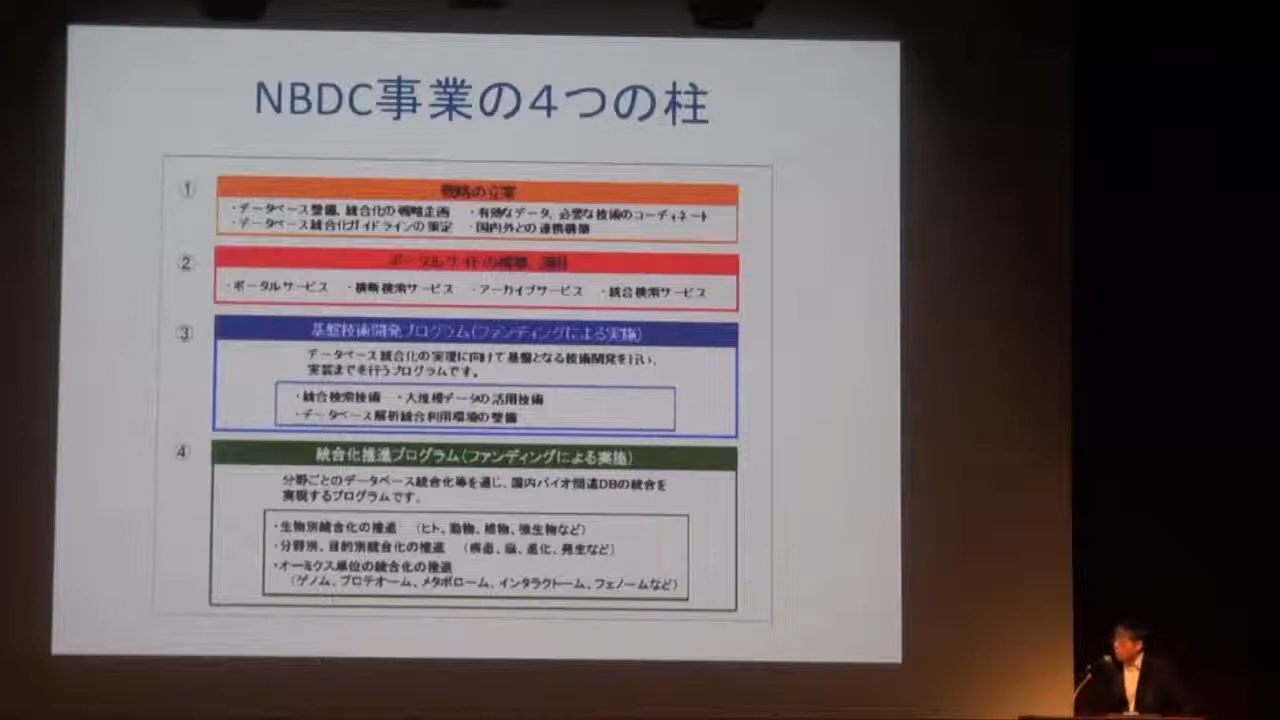 NBDC事業の4つの柱
① 戦略の立案
・データベース整備、統合化の戦略企画 ・有効なデータ、必要な技術のコーディネート
・データベース統合化ガイドラインの策定 ・国内外との連携構築
② ポータルサイトの構築、運用
・ポータルサービス ・横断検索サービス ・アーカイブサービス ・統合検索サービス
③ 基盤技術開発プログラム(ファンディングによる実施)
データベース統合化の実現に向けて基盤となる技術開発を行い、
実装までを行うプログラムです。
・統合検索技術 ・大規模データの活用技術
・データベース解析統合利用環境の整備
④ 統合化推進プログラム(ファンディングによる実施)
分野ごとのデータベース統合化等を通じ、国内バイオ関連DBの統合を
実現するプログラムです。
・生物別統合化の推進 (ヒト、動物、植物、微生物など)
・分野別、目的別統合化の推進 (疾患、脳、進化、発生など)
・オーミクス単位の統合化の推進
(ゲノム、プロテオーム、メタボローム、インタラクトーム、フェノームなど)